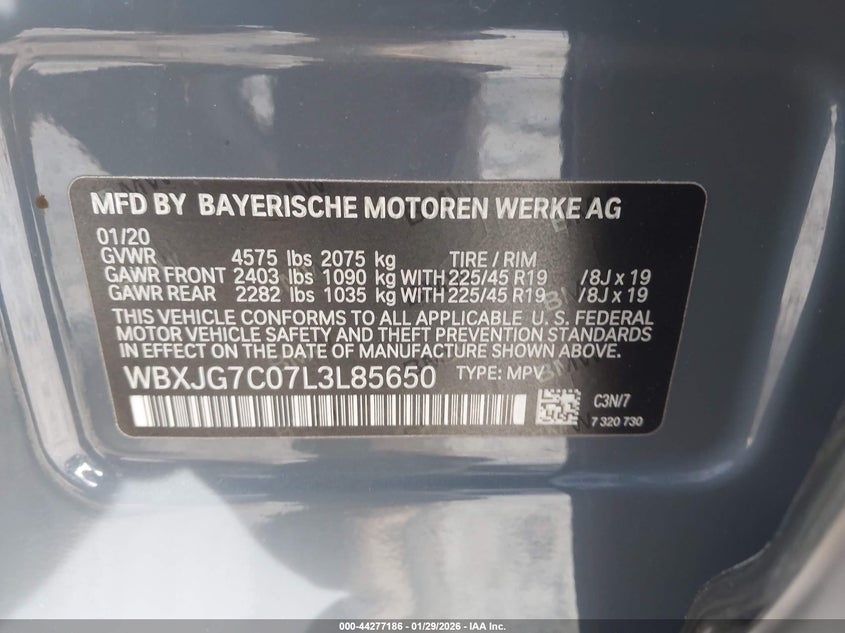 MFD BY BAYERISCHE MOTOREN WERKE AG
01/20
GVWR 4575 lbs 2075 kg TIRE / RIM
GAWR FRONT 2403 lbs 1090 kg WITH 225/45 R19 /8J x 19
GAWR REAR 2282 lbs 1035 kg WITH 225/45 R19 /8J x 19
THIS VEHICLE CONFORMS TO ALL APPLICABLE U. S. FEDERAL
MOTOR VEHICLE SAFETY AND THEFT PREVENTION STANDARDS
IN EFFECT ON THE DATE OF MANUFACTURE SHOWN ABOVE.
WBXJG7C07L3L85650 TYPE: MPV
C3N/7
7 320 730
000-44277186 - 01/29/2026 - IAA Inc.